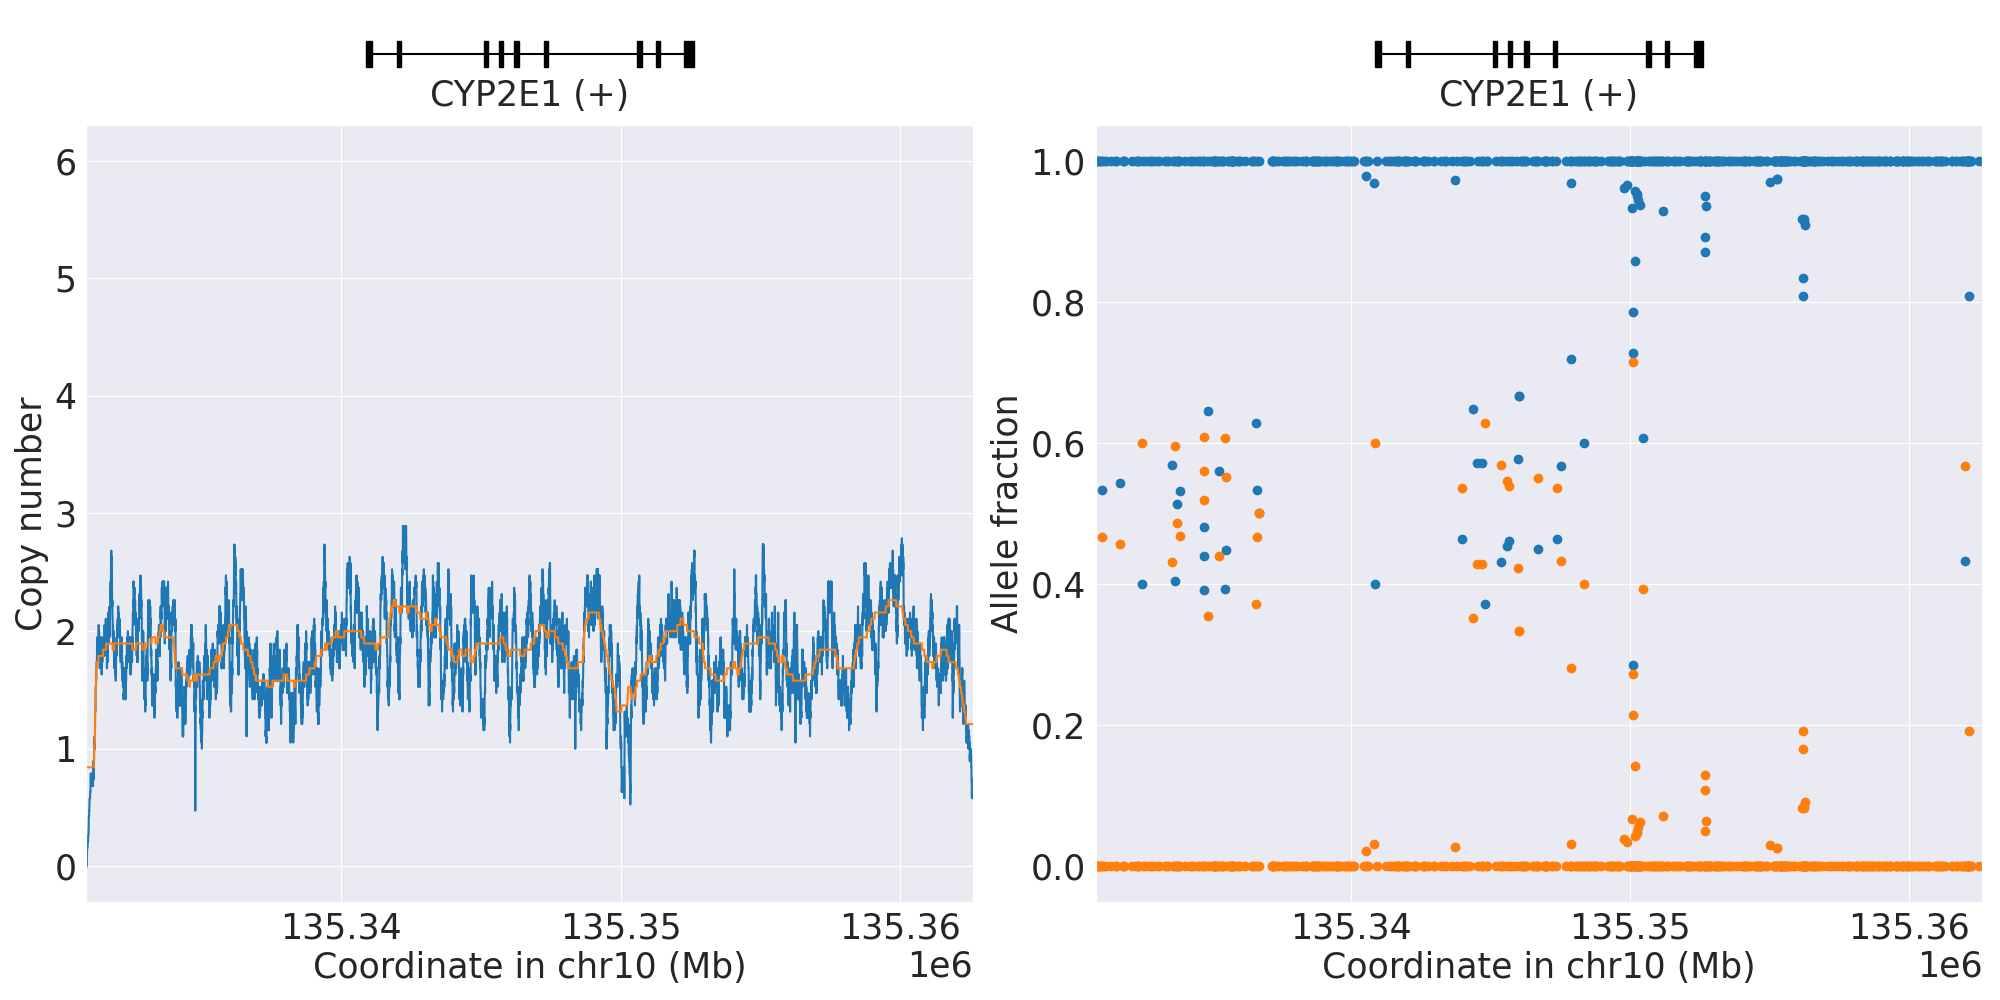 CYP2E1 (+)
6
5
4
3
2
1
0
Copy number
135.34 135.35 135.36
Coordinate in chr10 (Mb)
1e6
CYP2E1 (+)
1.0
0.8
0.6
0.4
0.2
0.0
Allele fraction
135.34 135.35 135.36
Coordinate in chr10 (Mb)
1e6